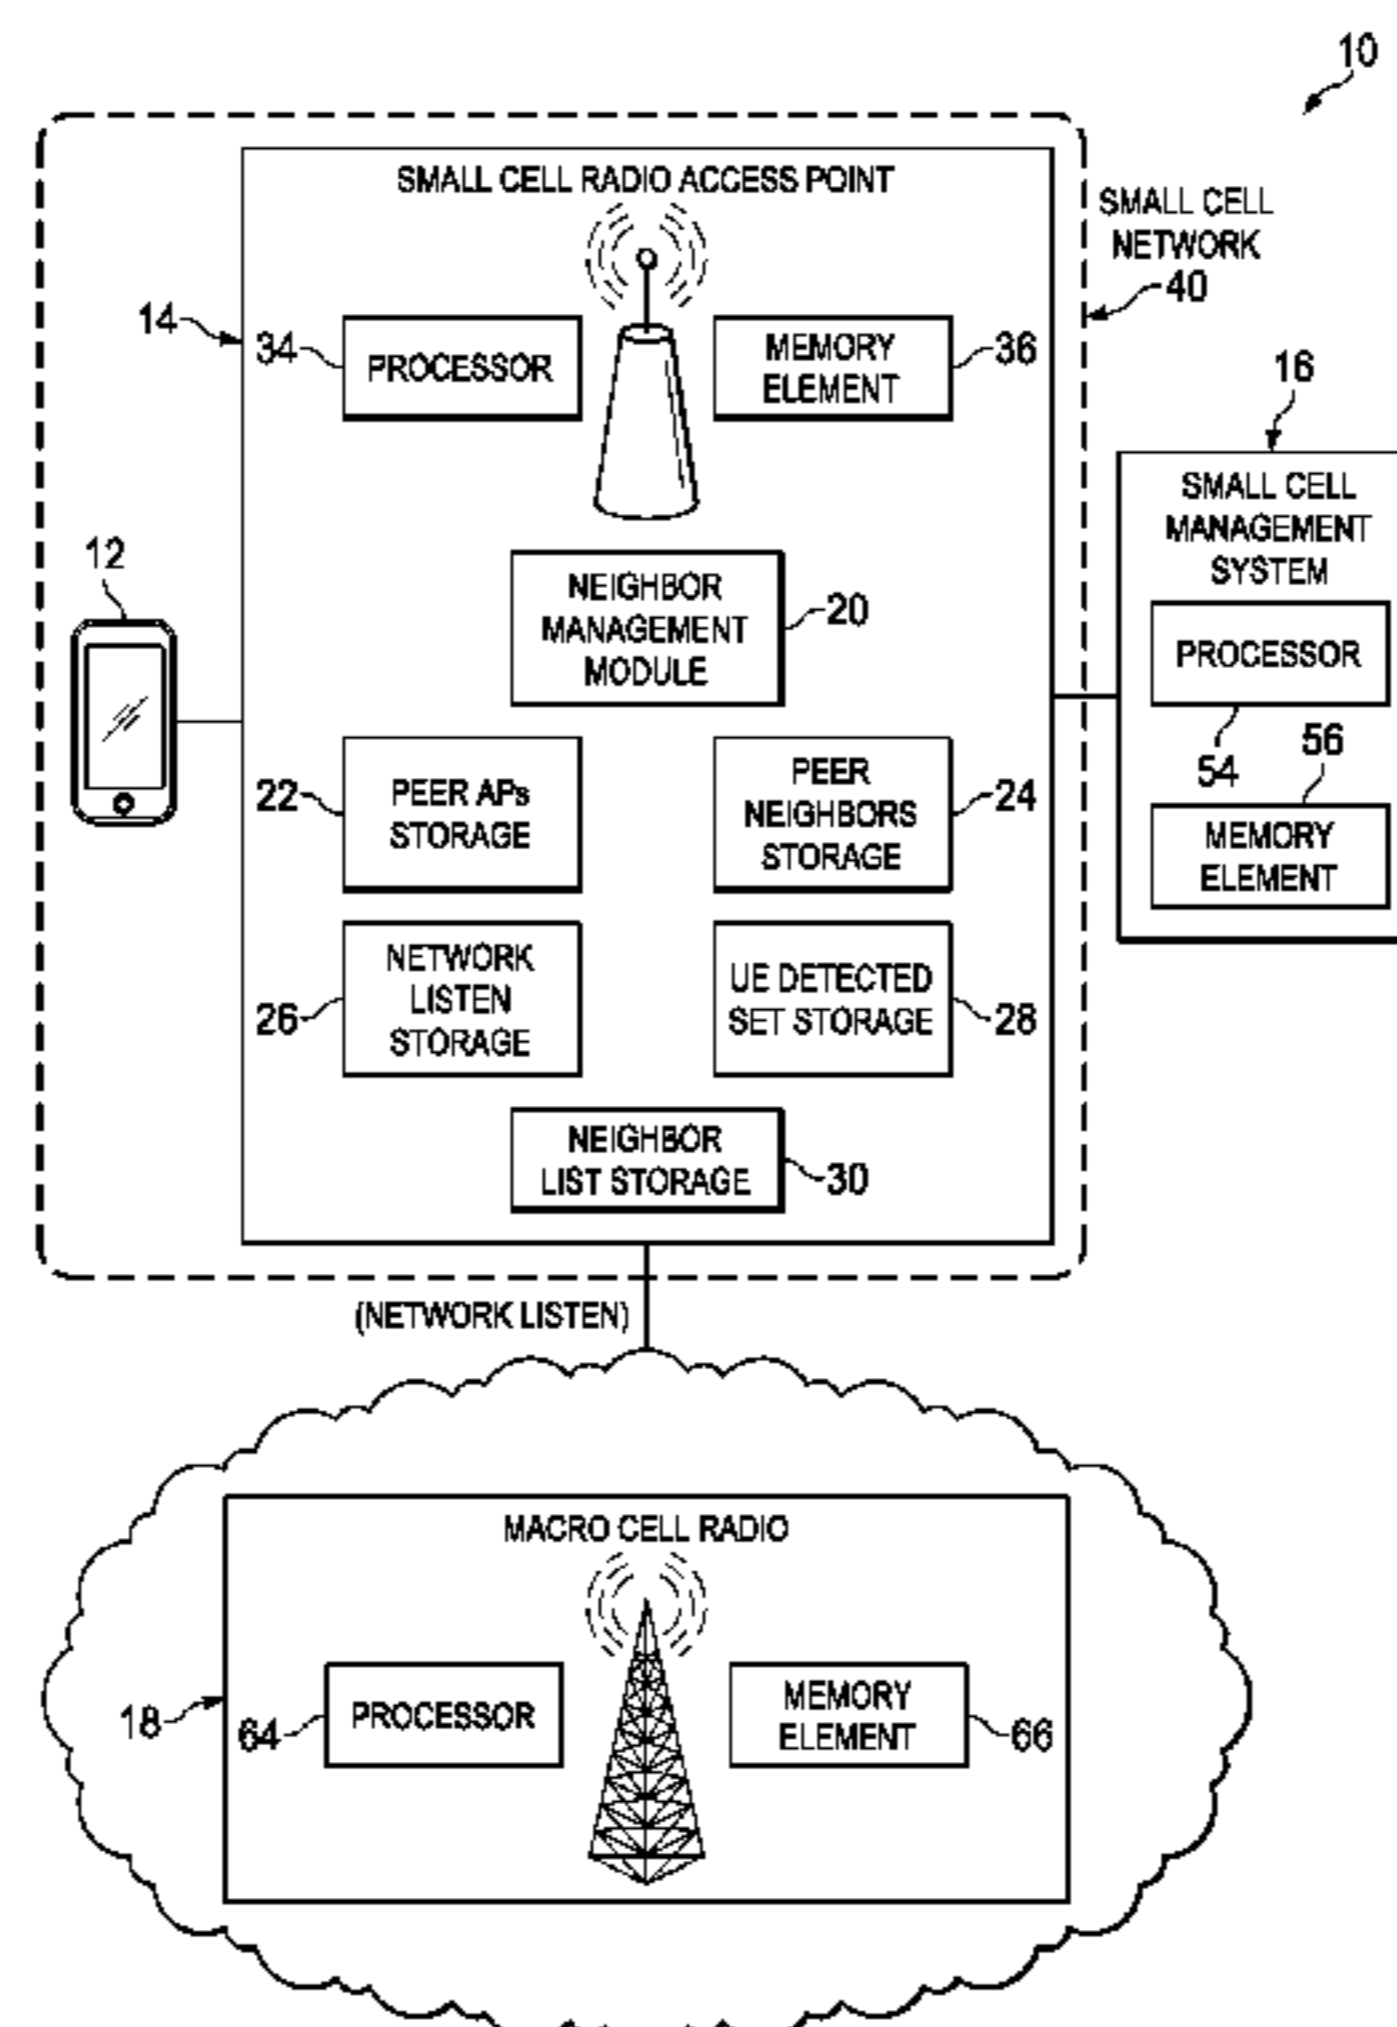 10
SMALL CELL RADIO ACCESS POINT
SMALL CELL
NETWORK
40
14
34
PROCESSOR
MEMORY
ELEMENT
36
16
SMALL CELL
MANAGEMENT
SYSTEM
PROCESSOR
54
56
MEMORY
ELEMENT
12
NEIGHBOR
MANAGEMENT
MODULE
20
22
PEER APs
STORAGE
PEER
NEIGHBORS
STORAGE
24
26
NETWORK
LISTEN
STORAGE
UE DETECTED
SET STORAGE
28
NEIGHBOR
LIST STORAGE
30
(NETWORK LISTEN)
MACRO CELL RADIO
18
64
PROCESSOR
MEMORY
ELEMENT
66